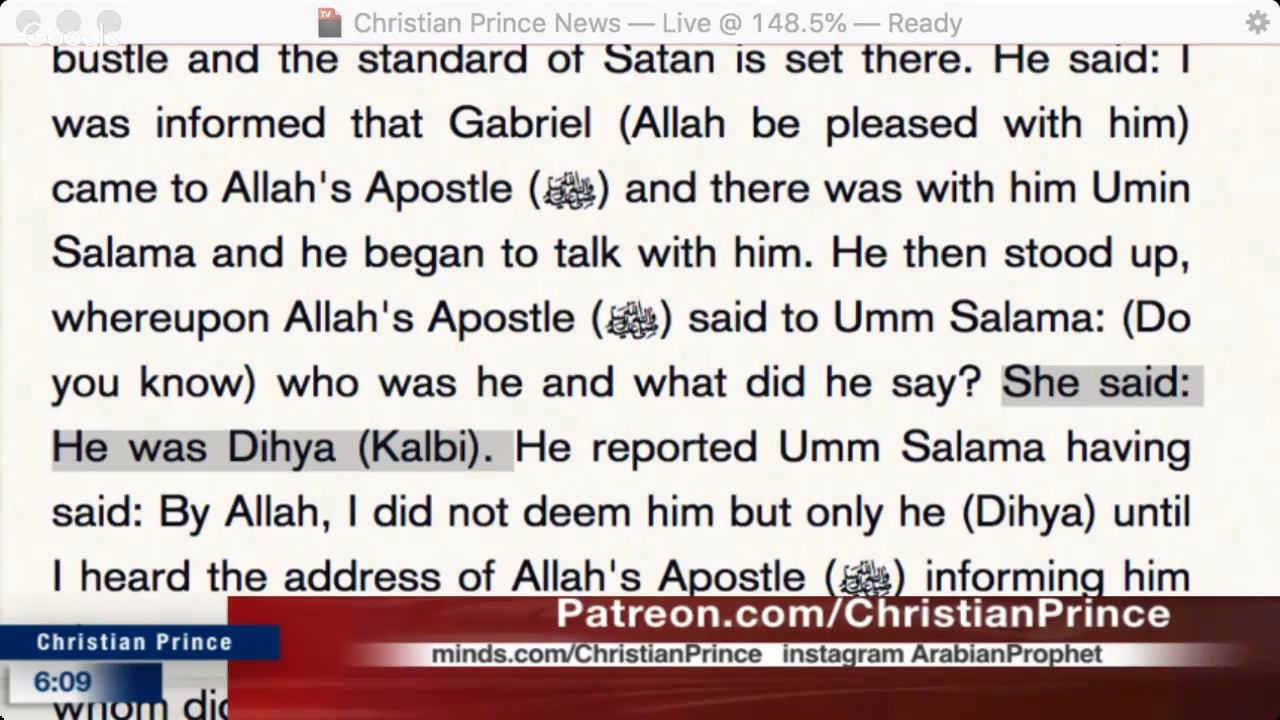 Christian Prince News — Live @ 148.5% — Ready
Google
bustle and the standard of Satan is set there. He said: I
was informed that Gabriel (Allah be pleased with him)
came to Allah's Apostle (ﷺ) and there was with him Umin
Salama and he began to talk with him. He then stood up,
whereupon Allah's Apostle (ﷺ) said to Umm Salama: (Do
you know) who was he and what did he say? She said:
He was Dihya (Kalbi). He reported Umm Salama having
said: By Allah, I did not deem him but only he (Dihya) until
I heard the address of Allah's Apostle (ﷺ) informing him
Patreon.com/ChristianPrince
Christian Prince
minds.com/ChristianPrince instagram ArabianProphet
6:09
whom did